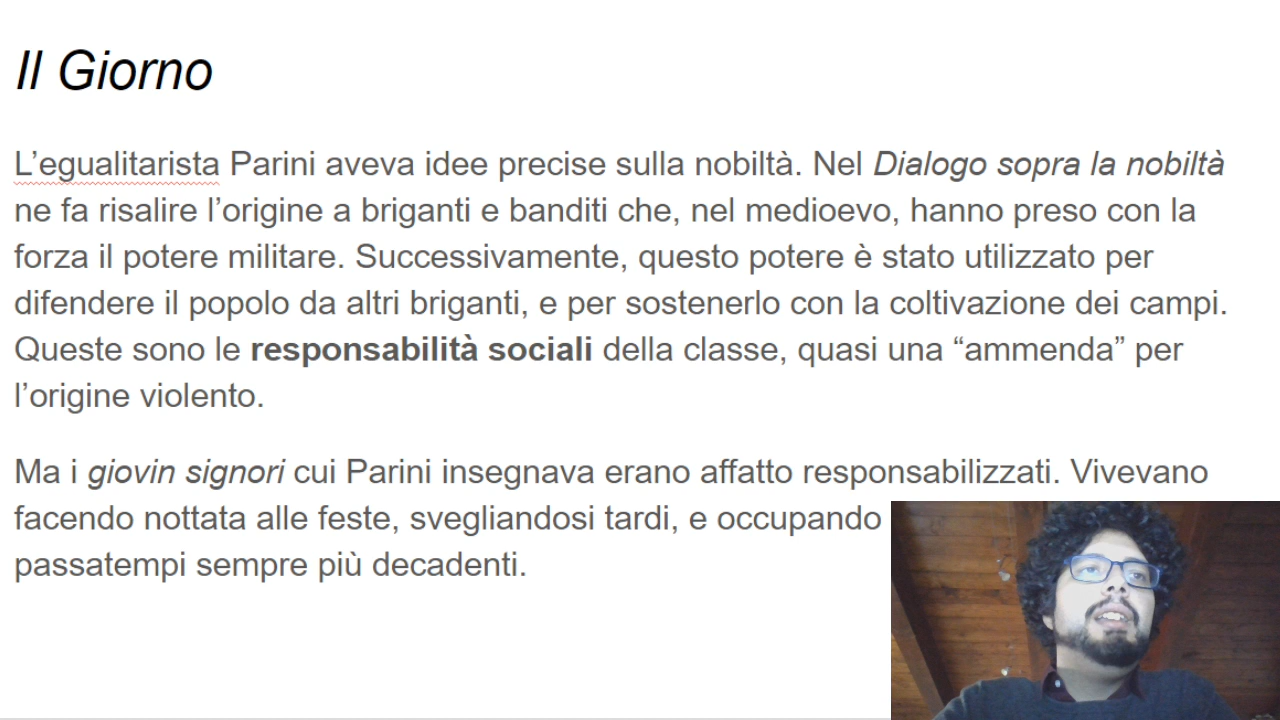 Il Giorno
L’egualitarista Parini aveva idee precise sulla nobiltà. Nel Dialogo sopra la nobiltà
ne fa risalire l’origine a briganti e banditi che, nel medioevo, hanno preso con la
forza il potere militare. Successivamente, questo potere è stato utilizzato per
difendere il popolo da altri briganti, e per sostenerlo con la coltivazione dei campi.
Queste sono le responsabilità sociali della classe, quasi una “ammenda” per
l’origine violento.
Ma i giovin signori cui Parini insegnava erano affatto responsabilizzati. Vivevano
facendo nottata alle feste, svegliandosi tardi, e occupando
passatempi sempre più decadenti.